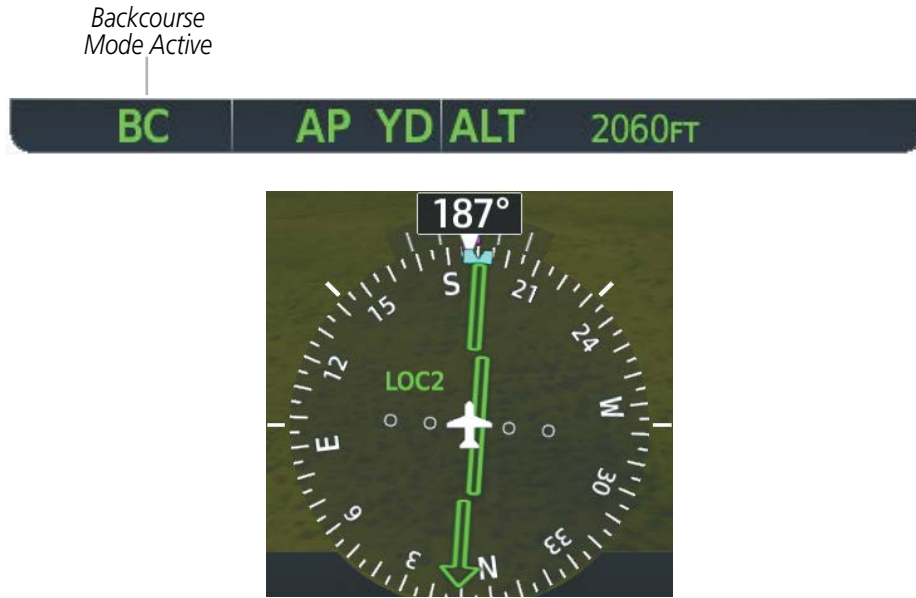 Backcourse
Mode Active
BC AP YD ALT 2060FT
187°
S 21 24 W 30 33 N 3 6 E 12 15
LOC2